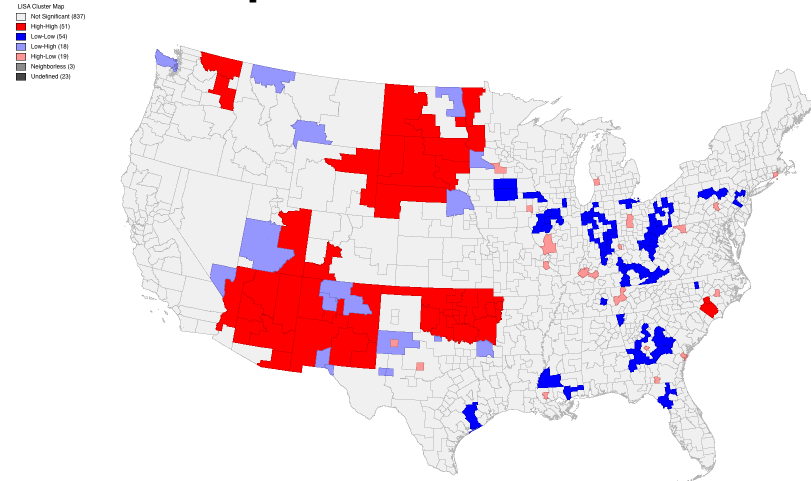 LISA Cluster Map
Not Significant (837)
High-High (51)
Low-Low (54)
Low-High (18)
High-Low (19)
Neighborless (3)
Undefined (23)